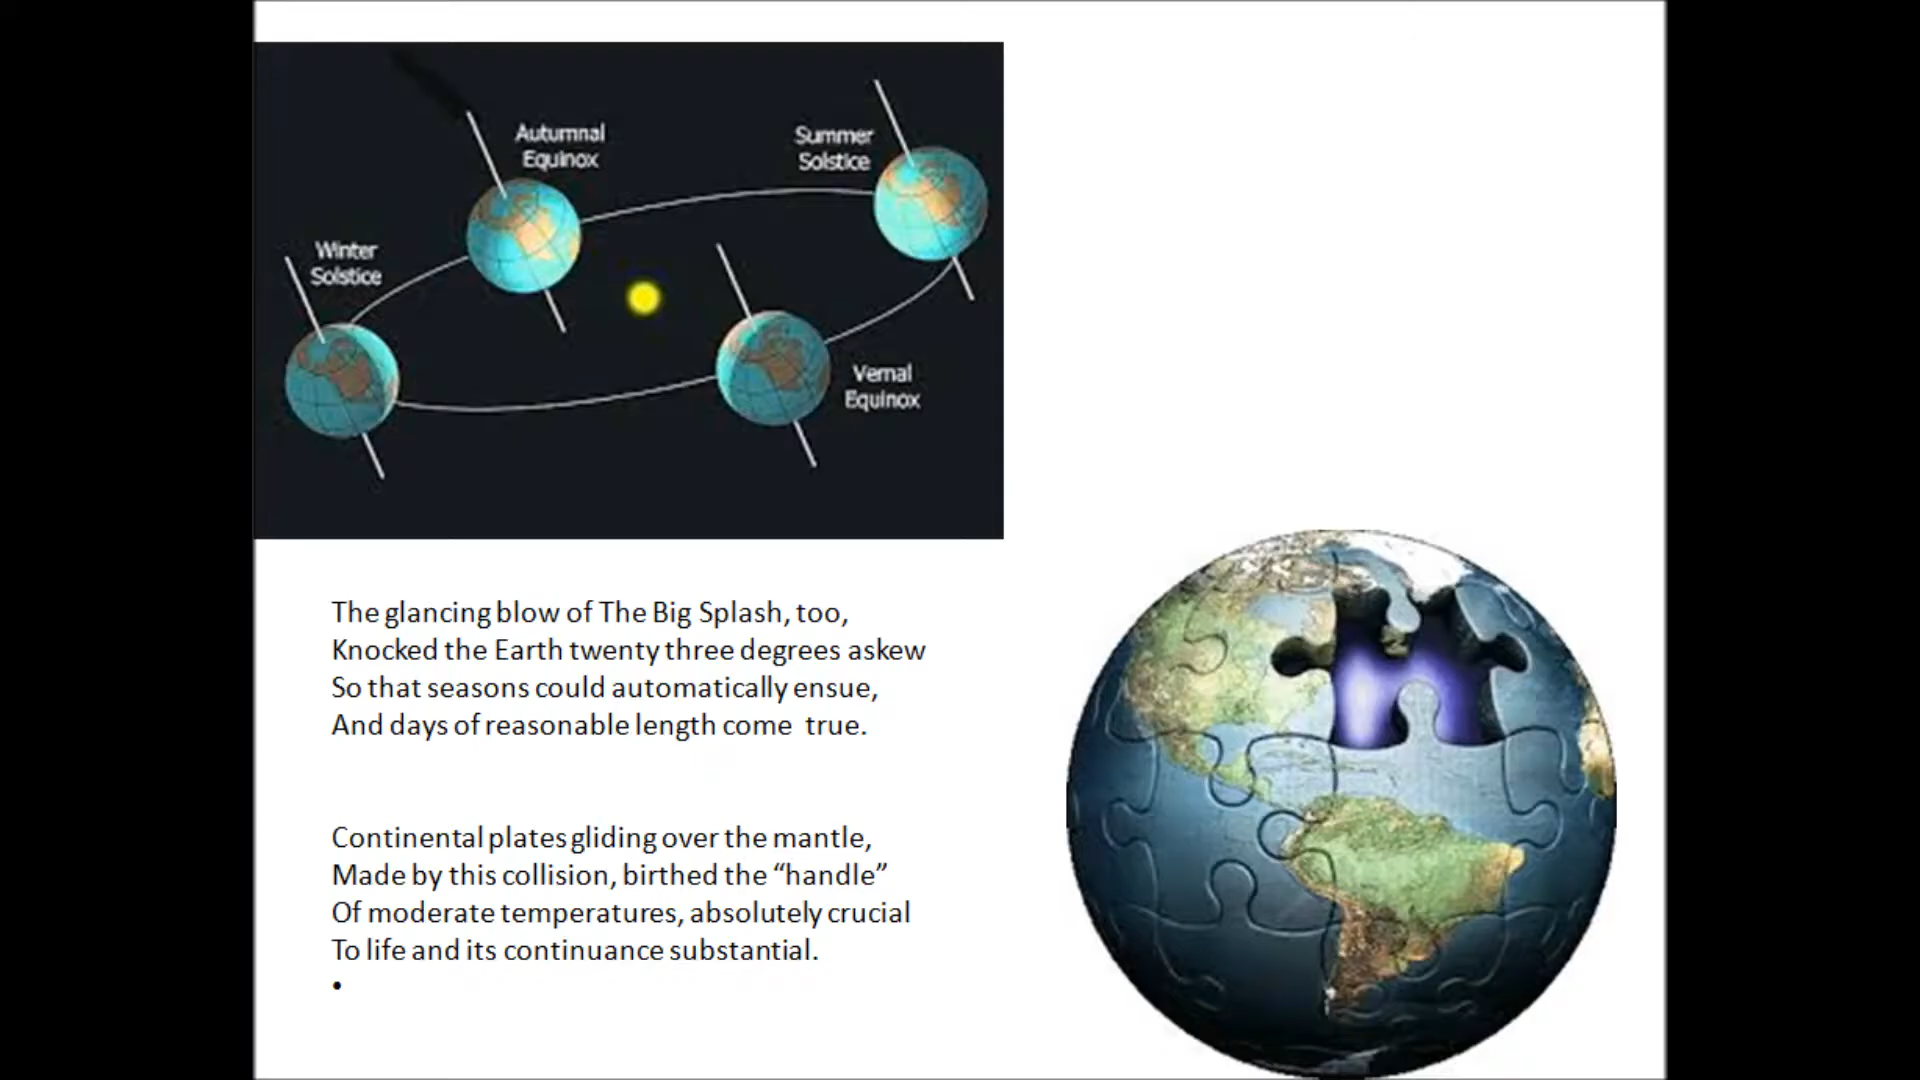 Autumnal
Equinox
Summer
Solstice
Winter
Solstice
Vernal
Equinox
The glancing blow of The Big Splash, too,
Knocked the Earth twenty three degrees askew
So that seasons could automatically ensue,
And days of reasonable length come  true.
Continental plates gliding over the mantle,
Made by this collision, birthed the “handle”
Of moderate temperatures, absolutely crucial
To life and its continuance substantial.
•